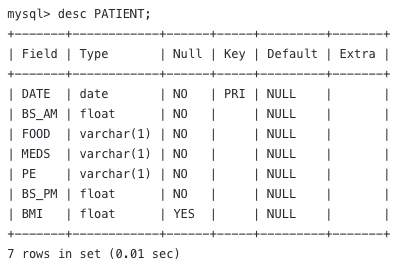 mysql> desc PATIENT;
+-------+------------+------+-----+---------+-------+
| Field | Type       | Null | Key | Default | Extra |
+-------+------------+------+-----+---------+-------+
| DATE  | date       | NO   | PRI | NULL    |       |
| BS_AM | float      | NO   |     | NULL    |       |
| FOOD  | varchar(1) | NO   |     | NULL    |       |
| MEDS  | varchar(1) | NO   |     | NULL    |       |
| PE    | varchar(1) | NO   |     | NULL    |       |
| BS_PM | float      | NO   |     | NULL    |       |
| BMI   | float      | YES  |     | NULL    |       |
+-------+------------+------+-----+---------+-------+
7 rows in set (0.01 sec)